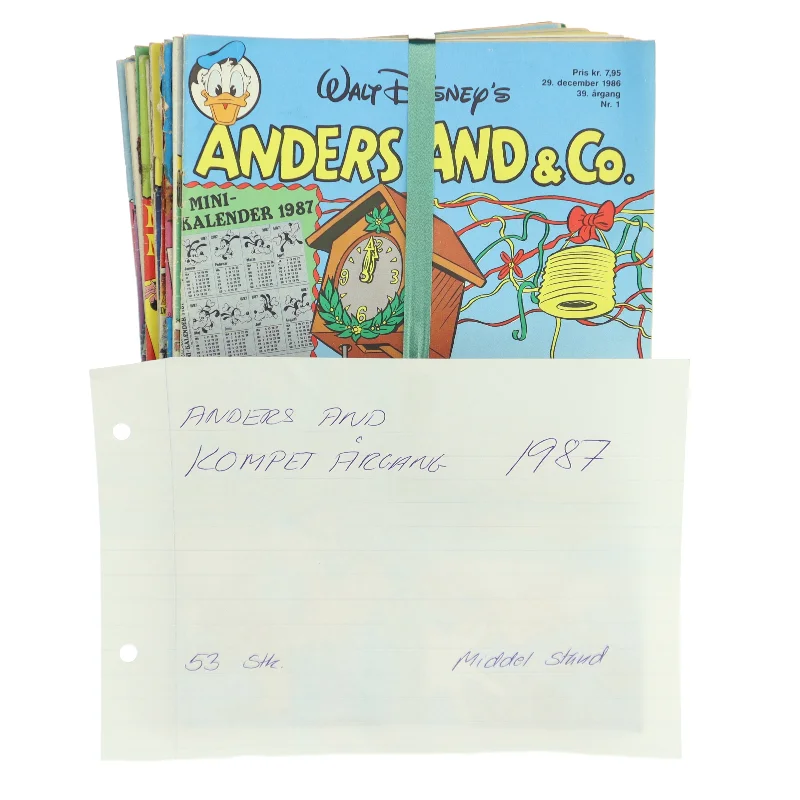 Pris kr. 7,95
29. december 1986
39. årgang
Nr. 1
WALT DISNEY'S
ANDERS AND & CO.
MINI-
KALENDER 1987
ANDERS AND
KOMPET ÅRGANG 1987
53 Stk. Middel Stand